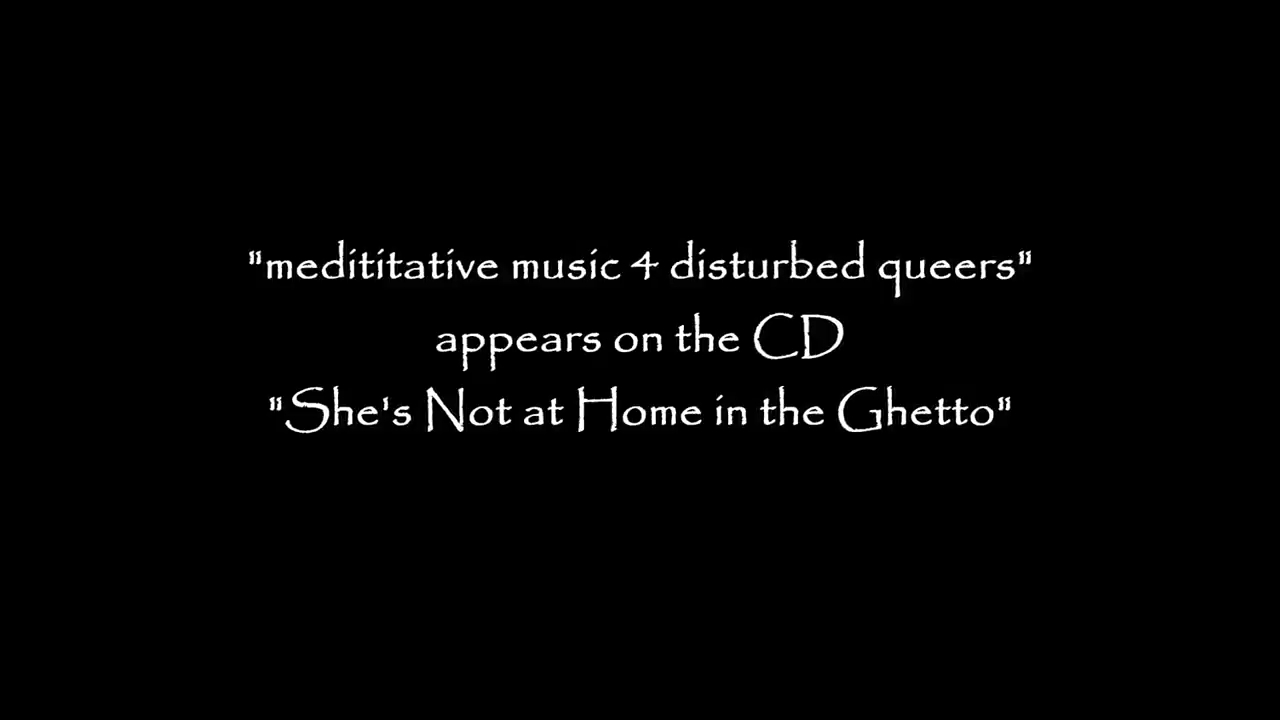 "medititative music 4 disturbed queers"
appears on the CD
"She's Not at Home in the Ghetto"